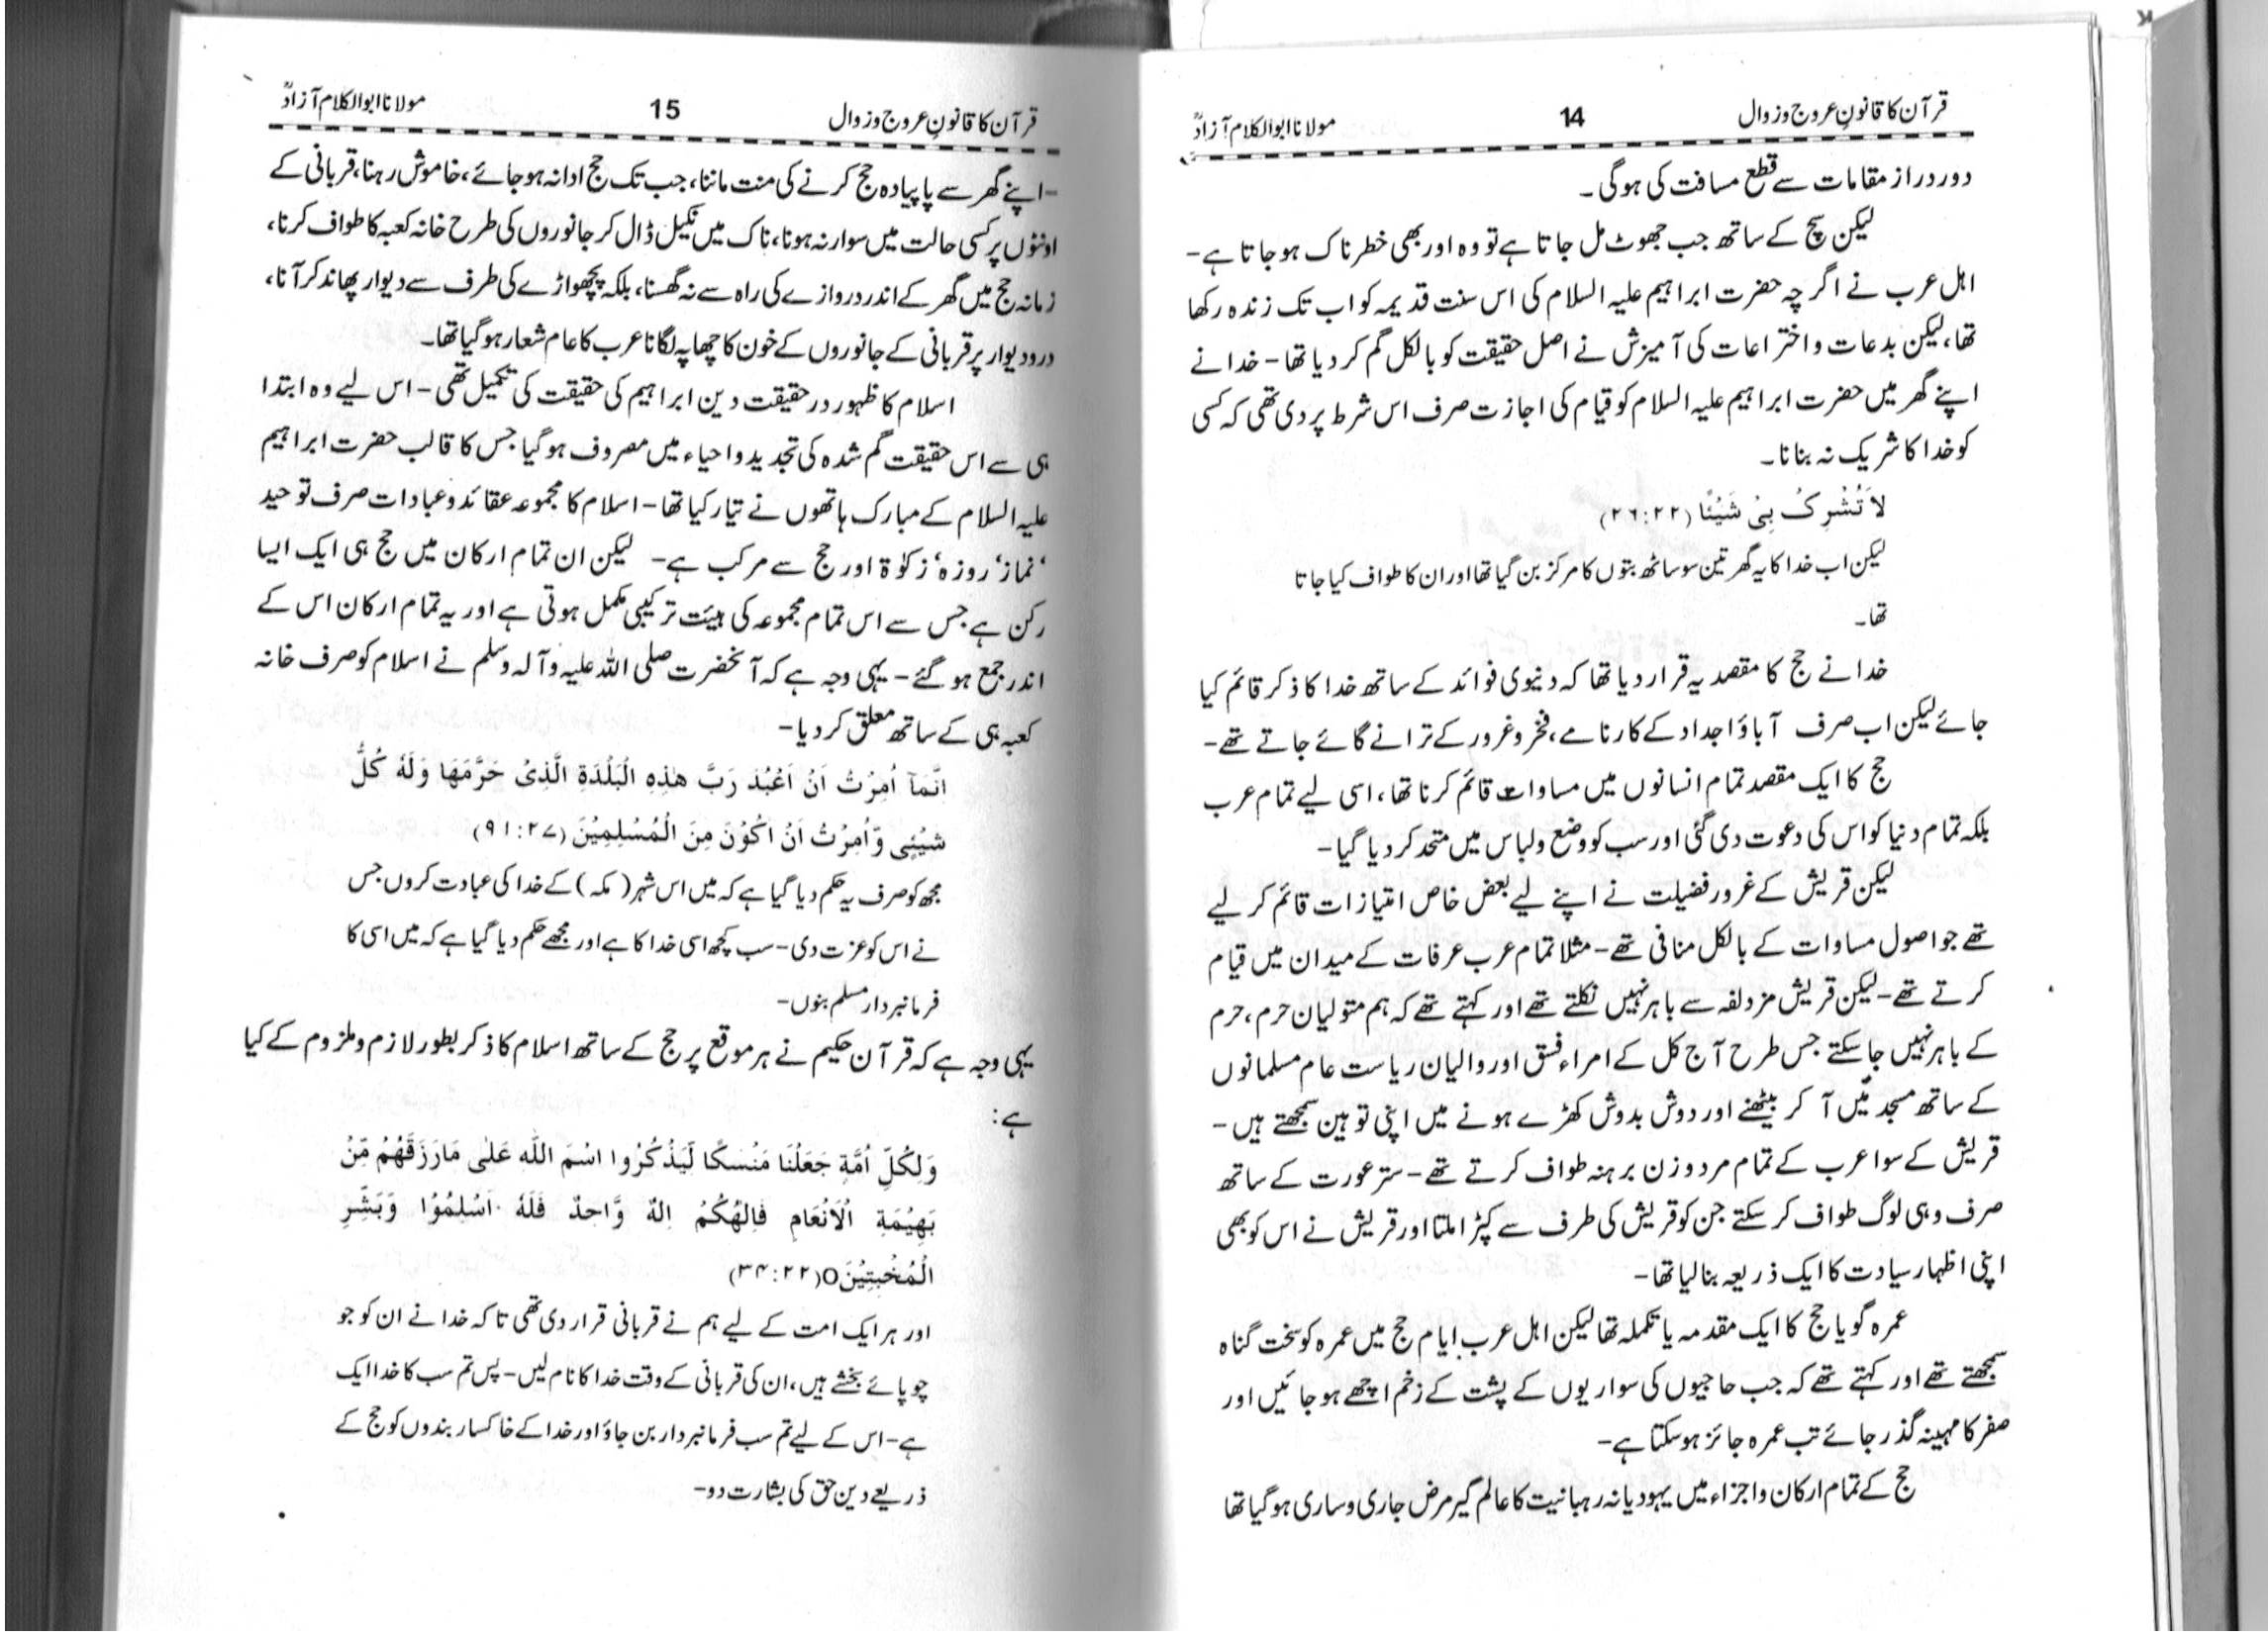 قرآن کا قانونِ عروج و زوال 14 مولانا ابوالکلام آزادؒ
دور دراز مقامات سے قطع مسافت کی ہوگی ۔
لیکن سچ کے ساتھ جب جھوٹ مل جاتا ہے تو وہ اور بھی خطرناک ہو جاتا ہے-
اہل عرب نے اگر چہ حضرت ابراہیم علیہ السلام کی اس سنت قدیمہ کو اب تک زندہ رکھا
تھا، لیکن بدعات و اختراعات کی آمیزش نے اصل حقیقت کو بالکل گم کر دیا تھا - خدا نے
اپنے گھر میں حضرت ابراہیم علیہ السلام کو قیام کی اجازت صرف اس شرط پر دی تھی کہ کسی
کو خدا کا شریک نہ بنانا ۔
لاَ تُشْرِکُ بِیْ شَیْئًا (۲۶:۲۲)
لیکن اب خدا کا یہ گھر تین سو ساٹھ بتوں کا مرکز بن گیا تھا اور ان کا طواف کیا جاتا
تھا ۔
خدا نے حج کا مقصد یہ قرار دیا تھا کہ دنیوی فوائد کے ساتھ خدا کا ذکر قائم کیا
جائے لیکن اب صرف آباؤ اجداد کے کارنامے، فخر و غرور کے ترانے گائے جاتے تھے-
حج کا ایک مقصد تمام انسانوں میں مساوات قائم کرنا تھا، اسی لیے تمام عرب
بلکہ تمام دنیا کو اس کی دعوت دی گئی اور سب کو وضع ولباس میں متحد کر دیا گیا-
لیکن قریش کے غرور فضیلت نے اپنے لیے بعض خاص امتیازات قائم کر لیے
تھے جو اصول مساوات کے بالکل منافی تھے- مثلا تمام عرب عرفات کے میدان میں قیام
کرتے تھے- لیکن قریش مزدلفہ سے باہر نہیں نکلتے تھے اور کہتے تھے کہ ہم متولیان حرم، حرم
کے باہر نہیں جا سکتے جس طرح آج کل کے امراء فسق اور والیان ریاست عام مسلمانوں
کے ساتھ مسجد میں آ کر بیٹھنے اور دوش بدوش کھڑے ہونے میں اپنی توہین سمجھتے ہیں-
قریش کے سوا عرب کے تمام مرد و زن برہنہ طواف کرتے تھے- ستر عورت کے ساتھ
صرف وہی لوگ طواف کر سکتے جن کو قریش کی طرف سے کپڑا ملتا اور قریش نے اس کو بھی
اپنی اظہار سیادت کا ایک ذریعہ بنا لیا تھا-
عمرہ گویا حج کا ایک مقدمہ یا تکملہ تھا لیکن اہل عرب ایام حج میں عمرہ کو سخت گناہ
سمجھتے تھے اور کہتے تھے کہ جب حاجیوں کی سواریوں کے پشت کے زخم اچھے ہو جائیں اور
صفر کا مہینہ گذر جائے تب عمرہ جائز ہو سکتا ہے-
حج کے تمام ارکان و اجزاء میں یہودیانہ رہبانیت کا عالم گیر مرض جاری و ساری ہو گیا تھا
قرآن کا قانونِ عروج و زوال 15 مولانا ابوالکلام آزادؒ
-اپنے گھر سے پا پیادہ حج کرنے کی منت ماننا، جب تک حج ادا نہ ہو جائے، خاموش رہنا، قربانی کے
اونٹوں پر کسی حالت میں سوار نہ ہونا، ناک میں نکیل ڈال کر جانوروں کی طرح خانہ کعبہ کا طواف کرنا،
زمانہ حج میں گھر کے اندر دروازے کی راہ سے نہ گھسنا، بلکہ پچھواڑے کی طرف سے دیوار پھاند کر آنا،
درو دیوار پر قربانی کے جانوروں کے خون کا چھاپہ لگانا عرب کا عام شعار ہو گیا تھا۔
اسلام کا ظہور درحقیقت دین ابراہیم کی حقیقت کی تکمیل تھی - اس لیے وہ ابتدا
ہی سے اس حقیقت گم شدہ کی تجدید و احیاء میں مصروف ہو گیا جس کا قالب حضرت ابراہیم
علیہ السلام کے مبارک ہاتھوں نے تیار کیا تھا- اسلام کا مجموعہ عقائد و عبادات صرف توحید
‘نماز‘ روزہ‘ زکوٰة اور حج سے مرکب ہے- لیکن ان تمام ارکان میں حج ہی ایک ایسا
رکن ہے جس سے اس تمام مجموعہ کی ہیئت ترکیبی مکمل ہوتی ہے اور یہ تمام ارکان اس کے
اندر جمع ہو گئے - یہی وجہ ہے کہ آنحضرت صلی اللہ علیہ وآلہ وسلم نے اسلام کو صرف خانہ
کعبہ ہی کے ساتھ معلق کر دیا-
اِنَّمَآ اُمِرْتُ اَنْ اَعْبُدَ رَبَّ ھٰذِہِ الْبَلْدَةِ الَّذِیْ حَرَّمَھَا وَلَہٗ کُلُّ
شَیْئِی وَّاُمِرْتُ اَنْ اَکُوْنَ مِنَ الْمُسْلِمِیْنَ (۹۱:۲۷)
مجھ کو صرف یہ حکم دیا گیا ہے کہ میں اس شہر (مکہ) کے خدا کی عبادت کروں جس
نے اس کو عزت دی- سب کچھ اسی خدا کا ہے اور مجھے حکم دیا گیا ہے کہ میں اسی کا
فرمانبردار مسلم بنوں-
یہی وجہ ہے کہ قرآن حکیم نے ہر موقع پر حج کے ساتھ اسلام کا ذکر بطور لازم و ملزوم کے کیا
ہے:
وَلِکُلِّ اُمَّةٍ جَعَلْنَا مَنْسَکًا لِّیَذْکُرُوا اسْمَ اللّٰہِ عَلٰی مَارَزَقَھُمْ مِّنْ
بَھِیْمَةِ الْاَنْعَامِ فَاِلٰھُکُمْ اِلٰہٌ وَّاحِدٌ فَلَہٗ اَسْلِمُوْا وَبَشِّرِ
الْمُخْبِتِیْنَO(۳۴:۲۲)
اور ہر ایک امت کے لیے ہم نے قربانی قرار دی تھی تاکہ خدا نے ان کو جو
چوپائے بخشے ہیں، ان کی قربانی کے وقت خدا کا نام لیں- پس تم سب کا خدا ایک
ہے- اس کے لیے تم سب فرمانبردار بن جاؤ اور خدا کے خاکسار بندوں کو حج کے
ذریعے دین حق کی بشارت دو-